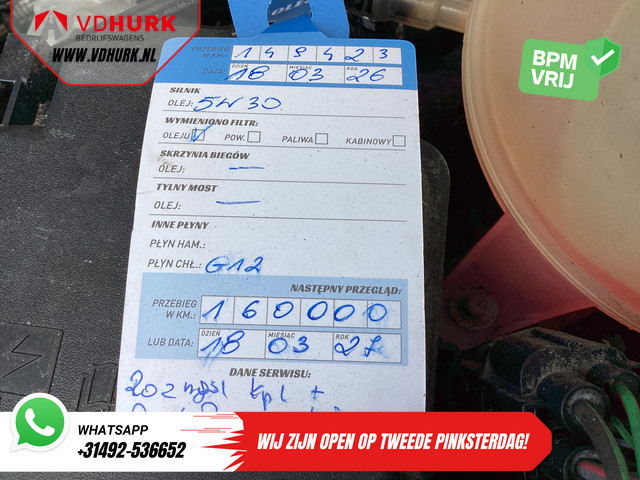 VDHURK
BEDRIJFSWAGENS
WWW.VDHURK.NL
OLEJ
BPM
VRIJ
PRZEBIEG W KM.: 149423
DZIEŃ MIESIĄC ROK
DATA: 18 03 26
SILNIK
OLEJ: 5W30
WYMIENIONO FILTR:
OLEJU POW. PALIWA KABINOWY
SKRZYNIA BIEGÓW
OLEJ: —
TYLNY MOST
OLEJ: —
INNE PŁYNY
PŁYN HAM.:
PŁYN CHŁ.: G12
NASTĘPNY PRZEGLĄD:
PRZEBIEG W KM.: 160000
DZIEŃ MIESIĄC ROK
LUB DATA: 18 03 27
DANE SERWISU:
kpl +
WHATSAPP
+31492-536652
WIJ ZIJN OPEN OP TWEEDE PINKSTERDAG!